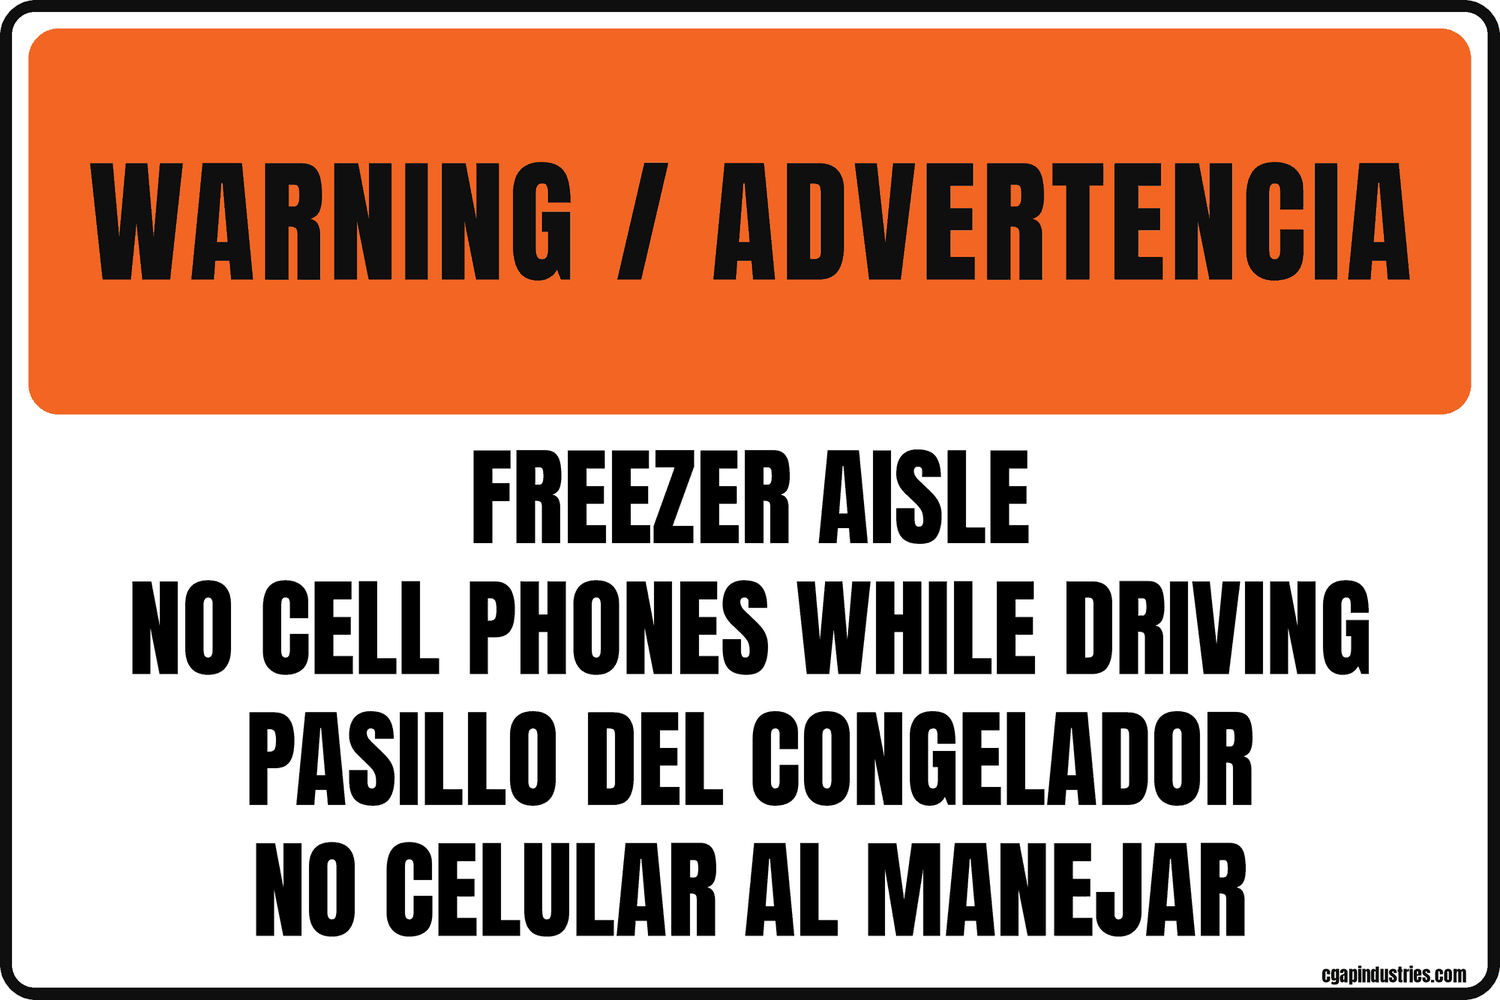 WARNING / ADVERTENCIA
FREEZER AISLE
NO CELL PHONES WHILE DRIVING
PASILLO DEL CONGELADOR
NO CELULAR AL MANEJAR
cgapindustries.com